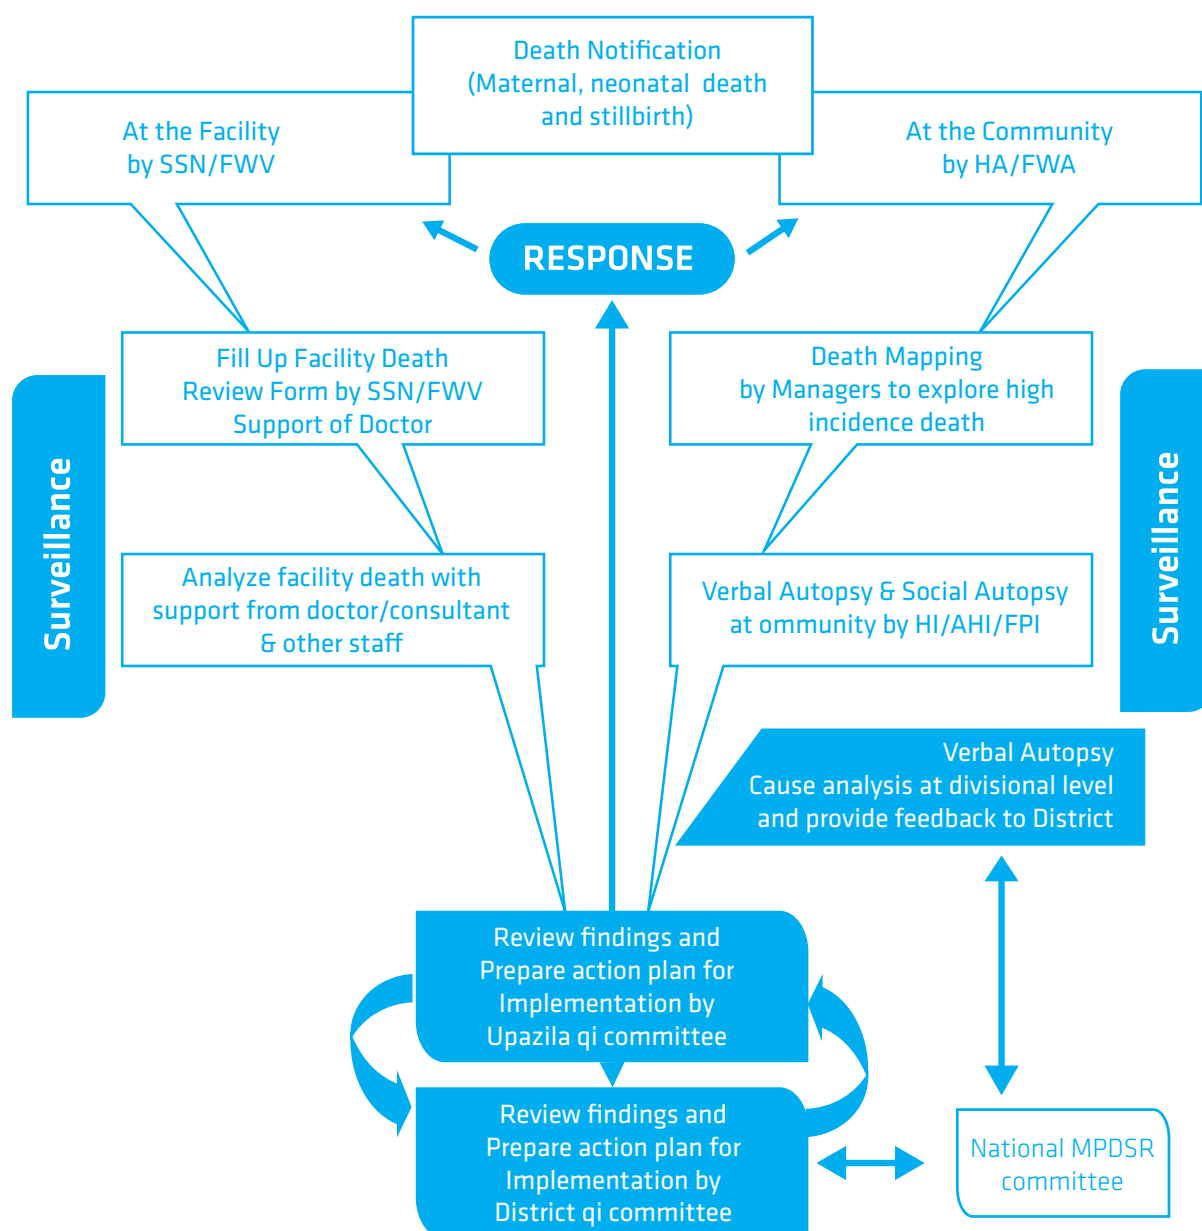 Death Notification
(Maternal, neonatal death
and stillbirth)
At the Facility
by SSN/FWV
At the Community
by HA/FWA
RESPONSE
Fill Up Facility Death
Review Form by SSN/FWV
Support of Doctor
Death Mapping
by Managers to explore high
incidence death
Surveillance
Surveillance
Analyze facility death with
support from doctor/consultant
& other staff
Verbal Autopsy & Social Autopsy
at ommunity by HI/AHI/FPI
Verbal Autopsy
Cause analysis at divisional level
and provide feedback to District
Review findings and
Prepare action plan for
Implementation by
Upazila qi committee
Review findings and
Prepare action plan for
Implementation by
District qi committee
National MPDSR
committee